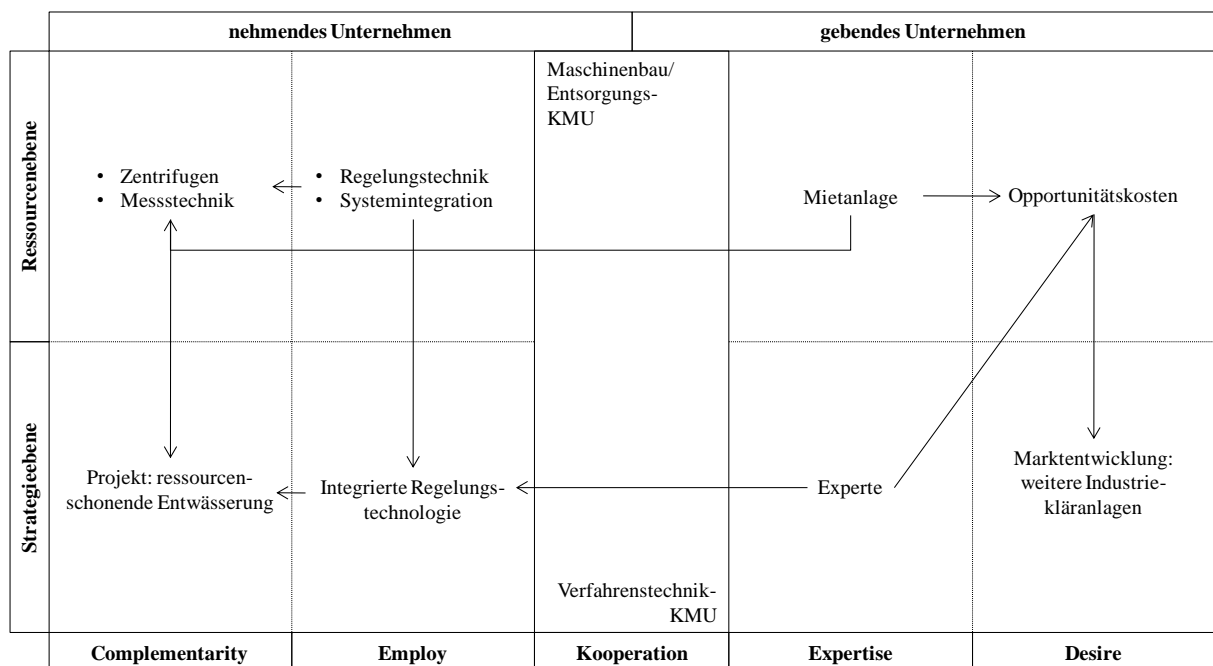 nehmendes Unternehmen
gebendes Unternehmen
Ressourcenebene
Maschinenbau/
Entsorgungs-
KMU
• Zentrifugen
• Messstechnik
• Regelungstechnik
• Systemintegration
Mietanlage
Opportunitätskosten
Strategieebene
Projekt: ressourcen-
schonende Entwässerung
Integrierte Regelungs-
technologie
Experte
Marktentwicklung:
weitere Industrie-
kläranlagen
Verfahrenstechnik-
KMU
Complementarity
Employ
Kooperation
Expertise
Desire